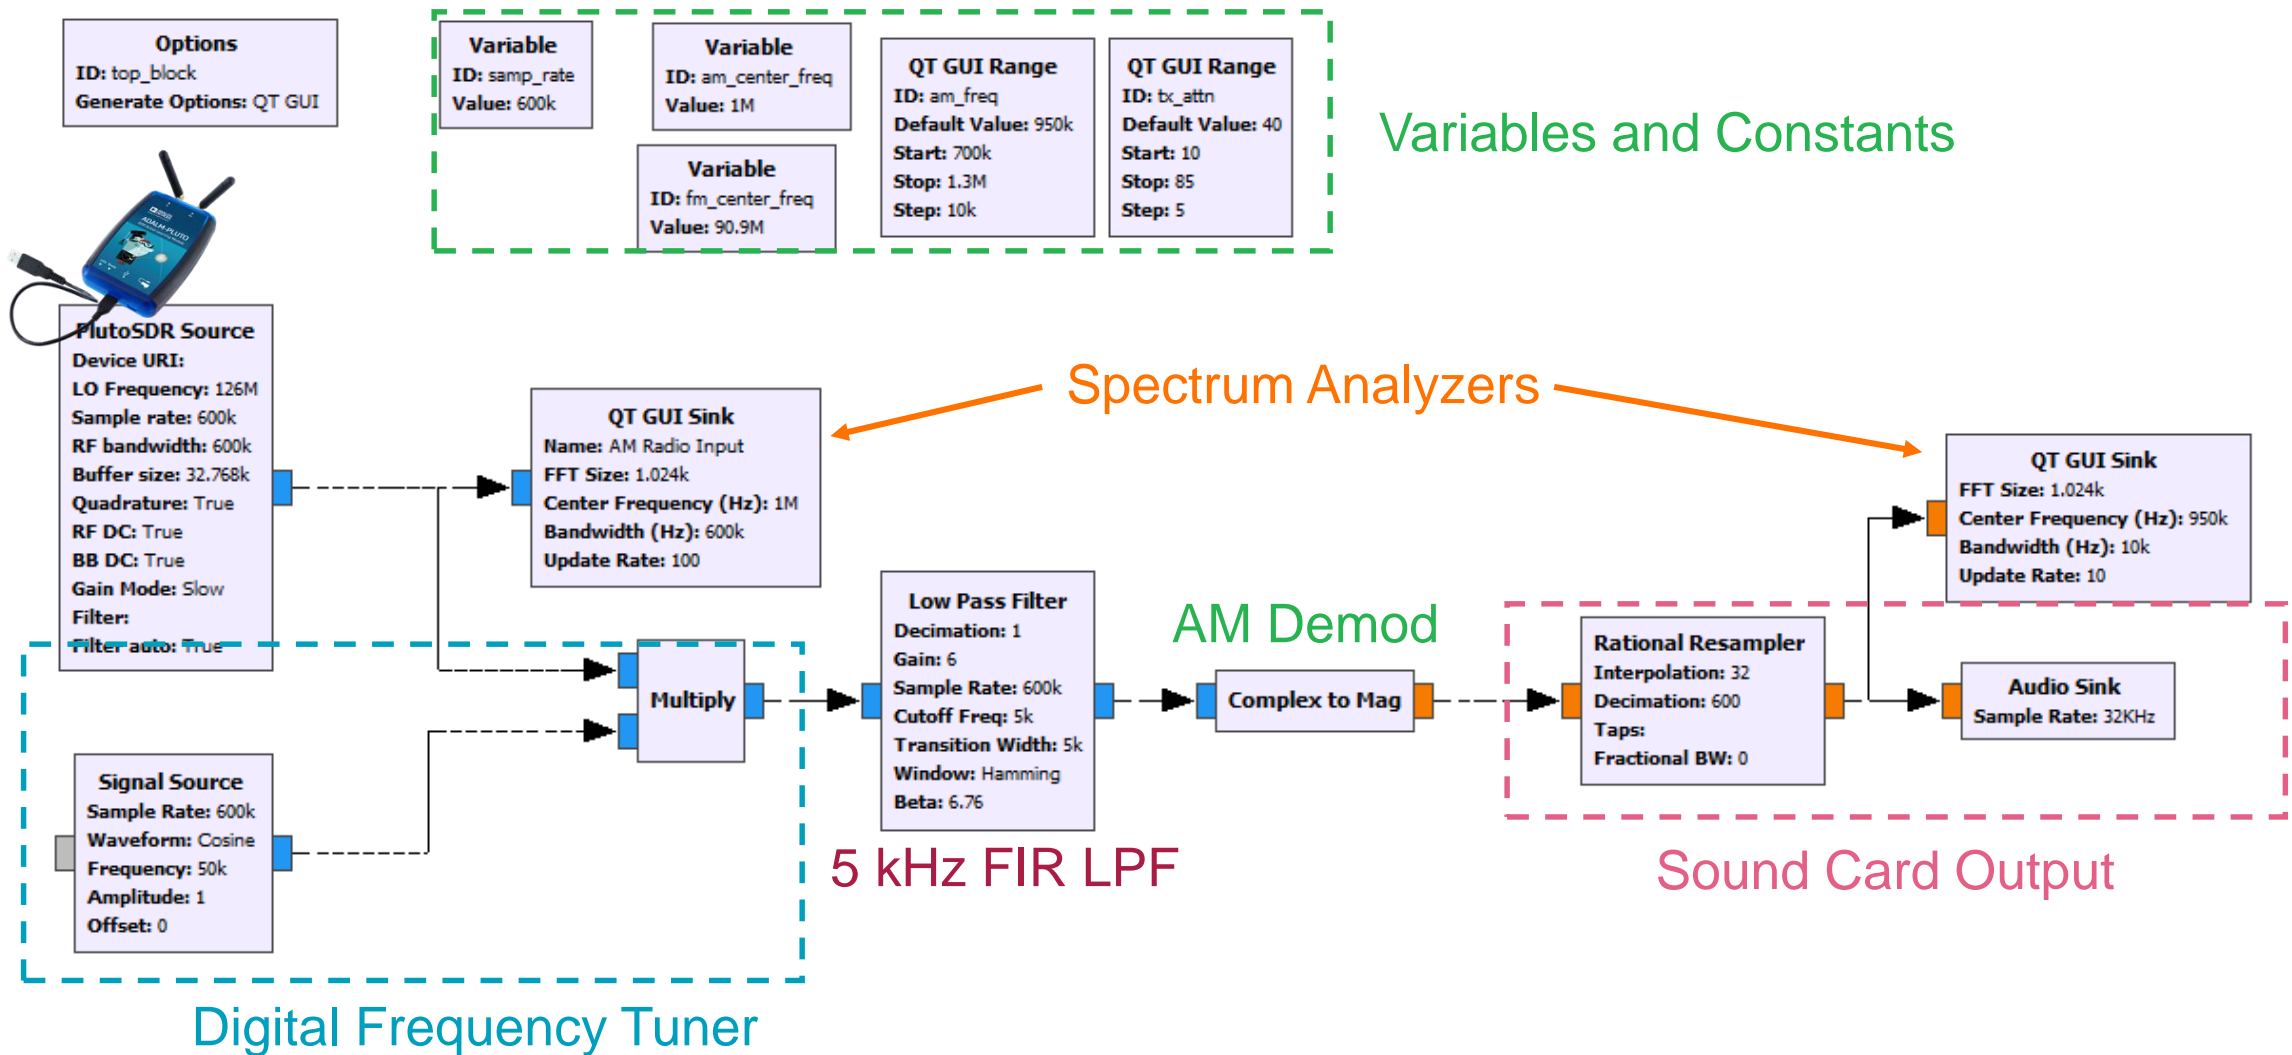 Options
ID: top_block
Generate Options: QT GUI
Variable
ID: samp_rate
Value: 600k
Variable
ID: am_center_freq
Value: 1M
Variable
ID: fm_center_freq
Value: 90.9M
QT GUI Range
ID: am_freq
Default Value: 950k
Start: 700k
Stop: 1.3M
Step: 10k
QT GUI Range
ID: tx_attn
Default Value: 40
Start: 10
Stop: 85
Step: 5
Variables and Constants
ADALM-PLUTO
PlutoSDR Source
Device URI:
LO Frequency: 126M
Sample rate: 600k
RF bandwidth: 600k
Buffer size: 32.768k
Quadrature: True
RF DC: True
BB DC: True
Gain Mode: Slow
Filter:
Filter auto: True
QT GUI Sink
Name: AM Radio Input
FFT Size: 1.024k
Center Frequency (Hz): 1M
Bandwidth (Hz): 600k
Update Rate: 100
Spectrum Analyzers
QT GUI Sink
FFT Size: 1.024k
Center Frequency (Hz): 950k
Bandwidth (Hz): 10k
Update Rate: 10
Signal Source
Sample Rate: 600k
Waveform: Cosine
Frequency: 50k
Amplitude: 1
Offset: 0
Multiply
Digital Frequency Tuner
Low Pass Filter
Decimation: 1
Gain: 6
Sample Rate: 600k
Cutoff Freq: 5k
Transition Width: 5k
Window: Hamming
Beta: 6.76
5 kHz FIR LPF
AM Demod
Complex to Mag
Rational Resampler
Interpolation: 32
Decimation: 600
Taps:
Fractional BW: 0
Audio Sink
Sample Rate: 32KHz
Sound Card Output